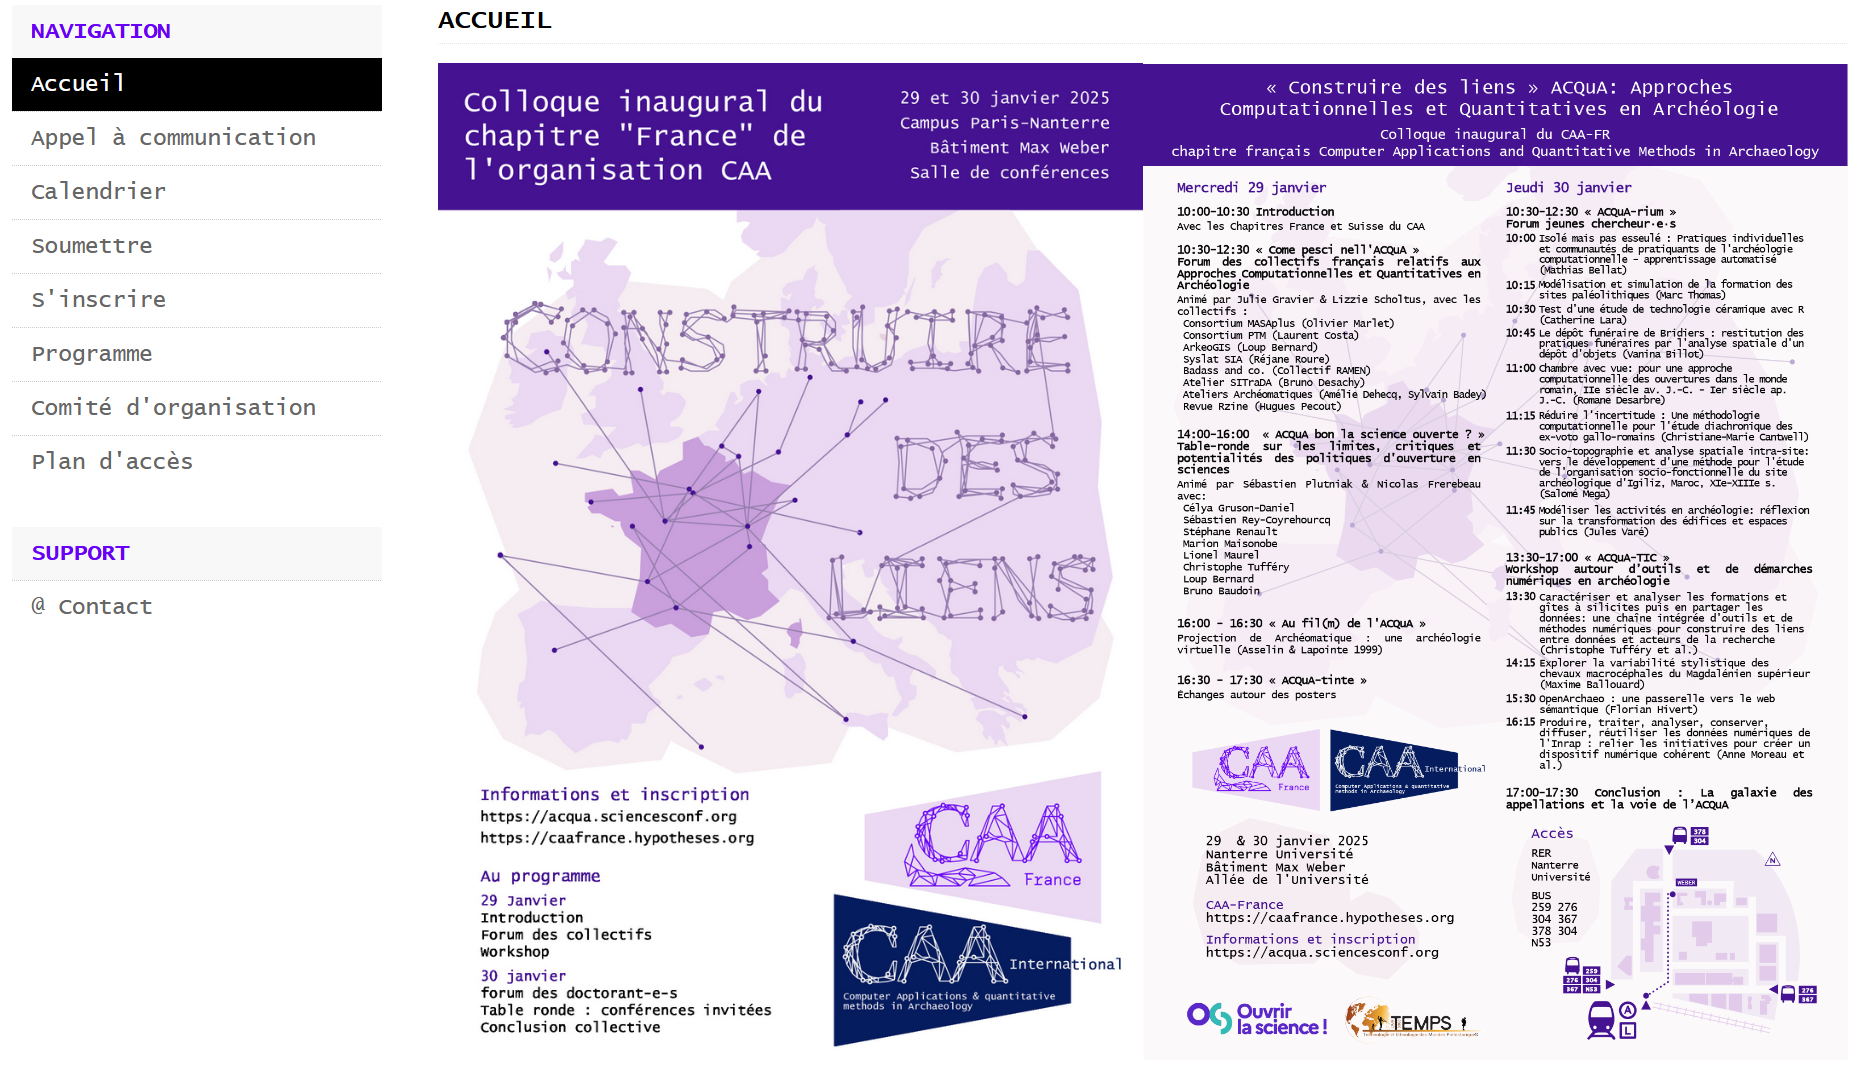 NAVIGATION
Accueil
Appel à communication
Calendrier
Soumettre
S'inscrire
Programme
Comité d'organisation
Plan d'accès
SUPPORT
@ Contact
ACCUEIL
Colloque inaugural du
chapitre "France" de
l'organisation CAA
29 et 30 janvier 2025
Campus Paris-Nanterre
Bâtiment Max Weber
Salle de conférences
CONSTRUIRE
DES
LIENS
Informations et inscription
https://acqua.sciencesconf.org
https://caafrance.hypotheses.org
Au programme
29 Janvier
Introduction
Forum des collectifs
Workshop
30 janvier
forum des doctorant-e-s
Table ronde : conférences invitées
Conclusion collective
CAA
France
CAA
International
Computer Applications & quantitative
methods in Archaeology
« Construire des liens » ACQuA: Approches
Computationnelles et Quantitatives en Archéologie
Colloque inaugural du CAA-FR
chapitre français Computer Applications and Quantitative Methods in Archaeology
Mercredi 29 janvier
10:00-10:30 Introduction
Avec les Chapitres France et Suisse du CAA
10:30-12:30 « Come pesci nell'ACQuA »
Forum des collectifs français relatifs aux
Approches Computationnelles et Quantitatives en
Archéologie
Animé par Julie Gravier & Lizzie Scholtus, avec les
collectifs :
Consortium MASAplus (Olivier Marlet)
Consortium PTM (Laurent Costa)
ArkeoGIS (Loup Bernard)
Syslat SIA (Réjane Roure)
Badass and co. (Collectif RAMEN)
Atelier SITraDA (Bruno Desachy)
Ateliers Archéomatiques (Amélie Dehecq, Sylvain Badey)
Revue Rzine (Hugues Pecout)
14:00-16:00 « ACQuA bon la science ouverte ? »
Table-ronde sur les limites, critiques et
potentialités des politiques d'ouverture en
sciences
Animé par Sébastien Plutniak & Nicolas Frerebeau
avec:
Célya Gruson-Daniel
Sébastien Rey-Coyrehourcq
Stéphane Renault
Marion Maisonobe
Lionel Maurel
Christophe Tufféry
Loup Bernard
Bruno Baudoin
16:00 - 16:30 « Au fil(m) de l'ACQuA »
Projection de Archéomatique : une archéologie
virtuelle (Asselin & Lapointe 1999)
16:30 - 17:30 « ACQuA-tinte »
Échanges autour des posters
CAA
France
CAA
International
Computer Applications & quantitative
methods in Archaeology
29 & 30 janvier 2025
Nanterre Université
Bâtiment Max Weber
Allée de l'Université
CAA-France
https://caafrance.hypotheses.org
Informations et inscription
https://acqua.sciencesconf.org
Ouvrir
la science !
TEMPS
Jeudi 30 janvier
10:30-12:30 « ACQuA-rium »
Forum jeunes chercheur·e·s
10:00 Isolé mais pas esseulé : Pratiques individuelles
et communautés de pratiquants de l'archéologie
computationnelle - apprentissage automatisé
(Mathias Bellat)
10:15 Modélisation et simulation de la formation des
sites paléolithiques (Marc Thomas)
10:30 Test d'une étude de technologie céramique avec R
(Catherine Lara)
10:45 Le dépôt funéraire de Bridiers : restitution des
pratiques funéraires par l'analyse spatiale d'un
dépôt d'objets (Vanina Billot)
11:00 Chambre avec vue: pour une approche
computationnelle des ouvertures dans le monde
romain, IIe siècle av. J.-C. - Ier siècle ap.
J.-C. (Romane Desarbre)
11:15 Réduire l'incertitude : Une méthodologie
computationnelle pour l'étude diachronique des
ex-voto gallo-romains (Christiane-Marie Cantwell)
11:30 Socio-topographie et analyse spatiale intra-site:
vers le développement d'une méthode pour l'étude
de l'organisation socio-fonctionnelle du site
archéologique d'Igiliz, Maroc, XIe-XIIIe s.
(Salomé Mega)
11:45 Modéliser les activités en archéologie: réflexion
sur la transformation des édifices et espaces
publics (Jules Varé)
13:30-17:00 « ACQuA-TIC »
Workshop autour d'outils et de démarches
numériques en archéologie
13:30 Caractériser et analyser les formations et
gîtes à silicites puis en partager les
données: une chaîne intégrée d'outils et de
méthodes numériques pour construire des liens
entre données et acteurs de la recherche
(Christophe Tufféry et al.)
14:15 Explorer la variabilité stylistique des
chevaux macrocéphales du Magdalénien supérieur
(Maxime Ballouard)
15:30 OpenArchaeo : une passerelle vers le web
sémantique (Florian Hivert)
16:15 Produire, traiter, analyser, conserver,
diffuser, réutiliser les données numériques de
l'Inrap : relier les initiatives pour créer un
dispositif numérique cohérent (Anne Moreau et
al.)
17:00-17:30 Conclusion : La galaxie des
appellations et la voie de l'ACQuA
Accès
RER
Nanterre
Université
BUS
259 276
304 367
378 304
N53
378
304
N
WEBER
259
276 304
367 N53
276
367
A
L